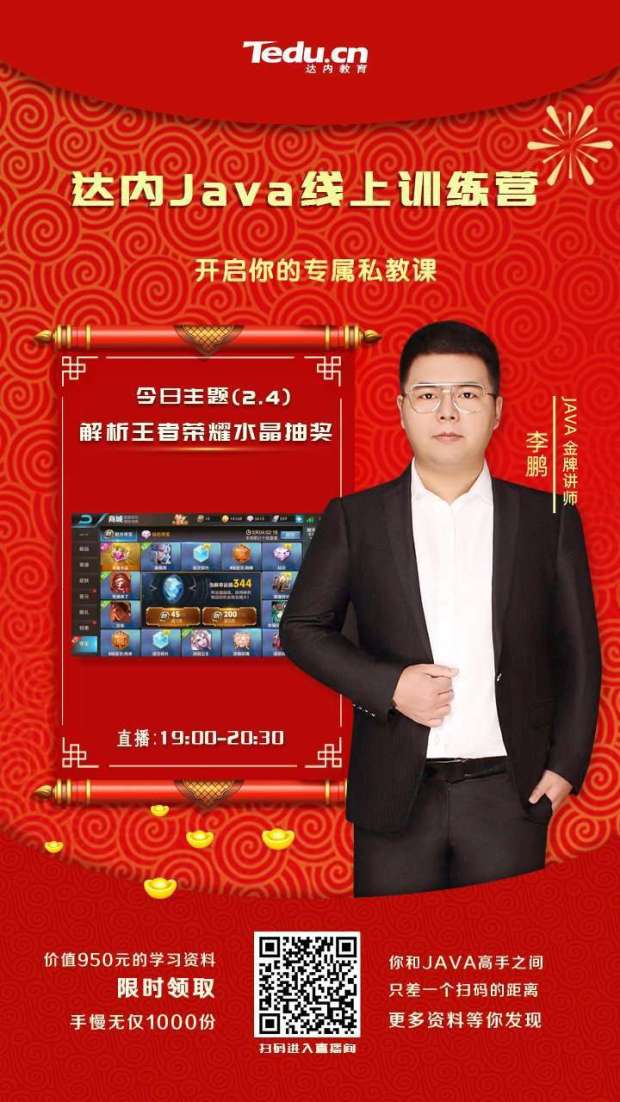 Tedu.cn
达内教育
达内Java线上训练营
开启你的专属私教课
今日主题(2.4)
解析王者荣耀水晶抽奖
商城
344
45
200
直播:19:00-20:30
JAVA 金牌讲师
李鹏
价值950元的学习资料
限时领取
手慢无仅1000份
扫码进入直播间
你和JAVA高手之间
只差一个扫码的距离
更多资料等你发现